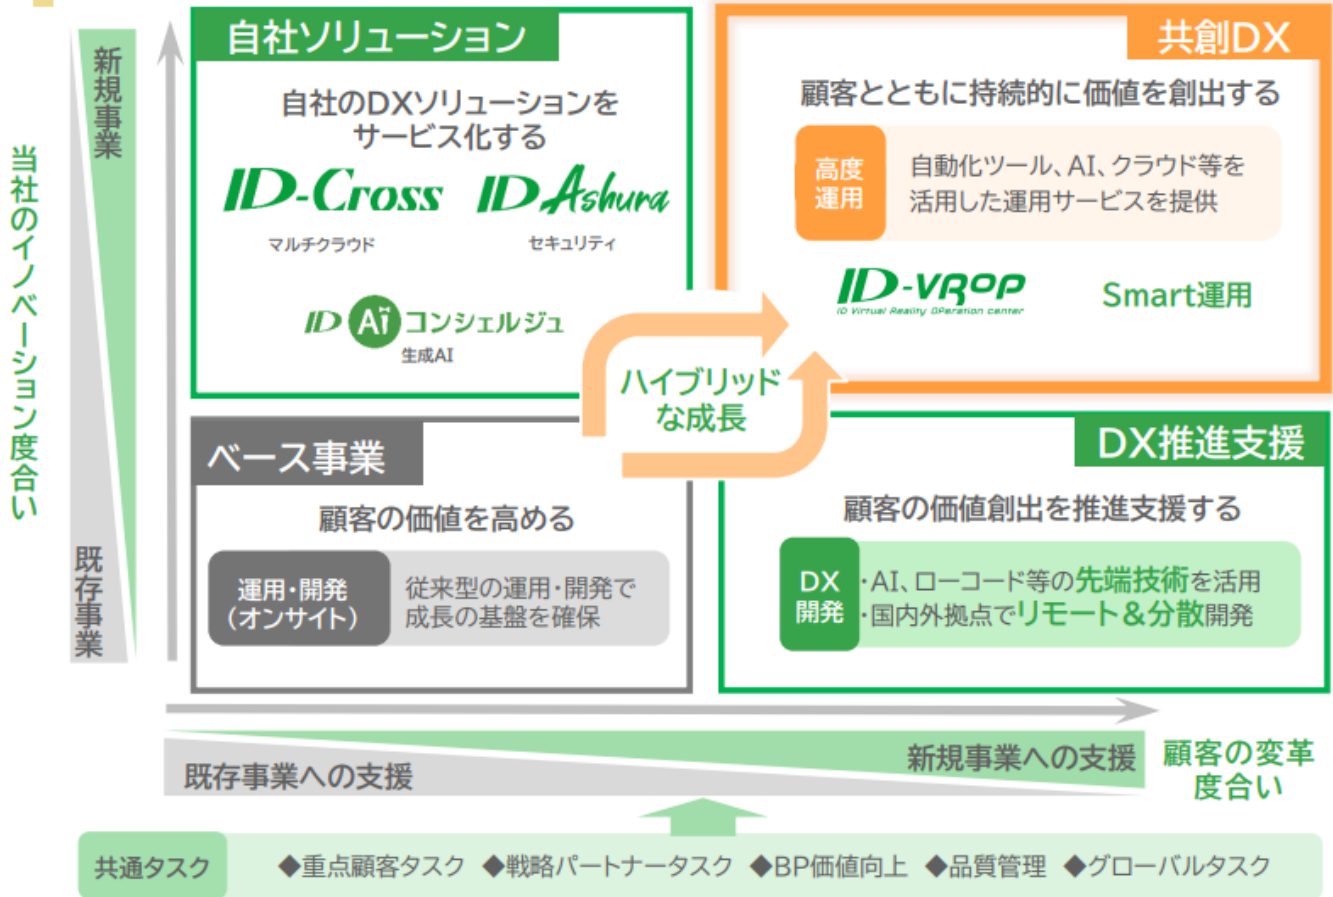 自社ソリューション
自社のDXソリューションを
サービス化する
ID-Cross
マルチクラウド
ID Ashura
セキュリティ
ID Ai コンシェルジュ
生成AI
共創DX
顧客とともに持続的に価値を創出する
高度
運用
自動化ツール、AI、クラウド等を
活用した運用サービスを提供
ID-VROP
ID Virtual Reality OPeration center
Smart運用
ハイブリッド
な成長
ベース事業
顧客の価値を高める
運用・開発
(オンサイト)
従来型の運用・開発で
成長の基盤を確保
DX推進支援
顧客の価値創出を推進支援する
DX
開発
・AI、ローコード等の先端技術を活用
・国内外拠点でリモート&分散開発
当社のイノベーション度合い
新規事業
既存事業
既存事業への支援
新規事業への支援
顧客の変革
度合い
共通タスク
◆重点顧客タスク ◆戦略パートナータスク ◆BP価値向上 ◆品質管理 ◆グローバルタスク